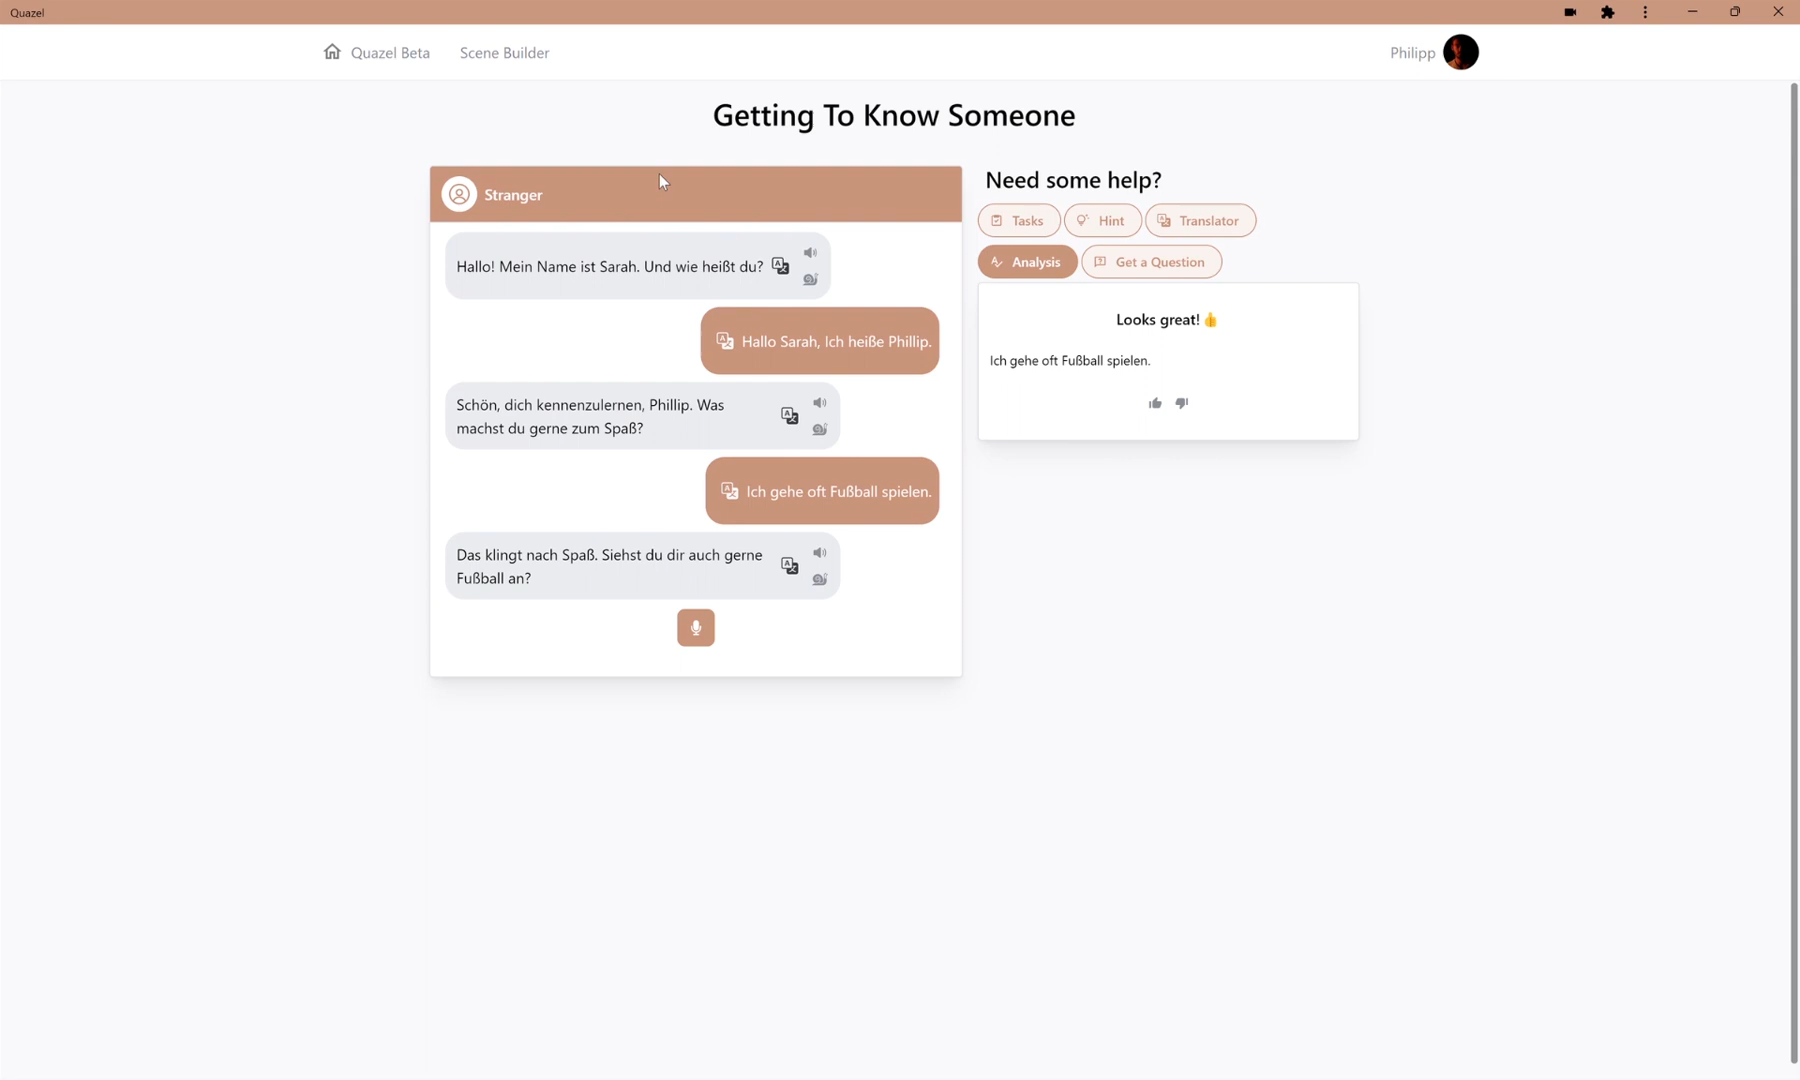 Quazel
Quazel Beta
Scene Builder
Philipp
Getting To Know Someone
Stranger
Hallo! Mein Name ist Sarah. Und wie heißt du?
Hallo Sarah, Ich heiße Phillip.
Schön, dich kennenzulernen, Phillip. Was
machst du gerne zum Spaß?
Ich gehe oft Fußball spielen.
Das klingt nach Spaß. Siehst du dir auch gerne
Fußball an?
Need some help?
Tasks
Hint
Translator
Analysis
Get a Question
Looks great! 👍
Ich gehe oft Fußball spielen.